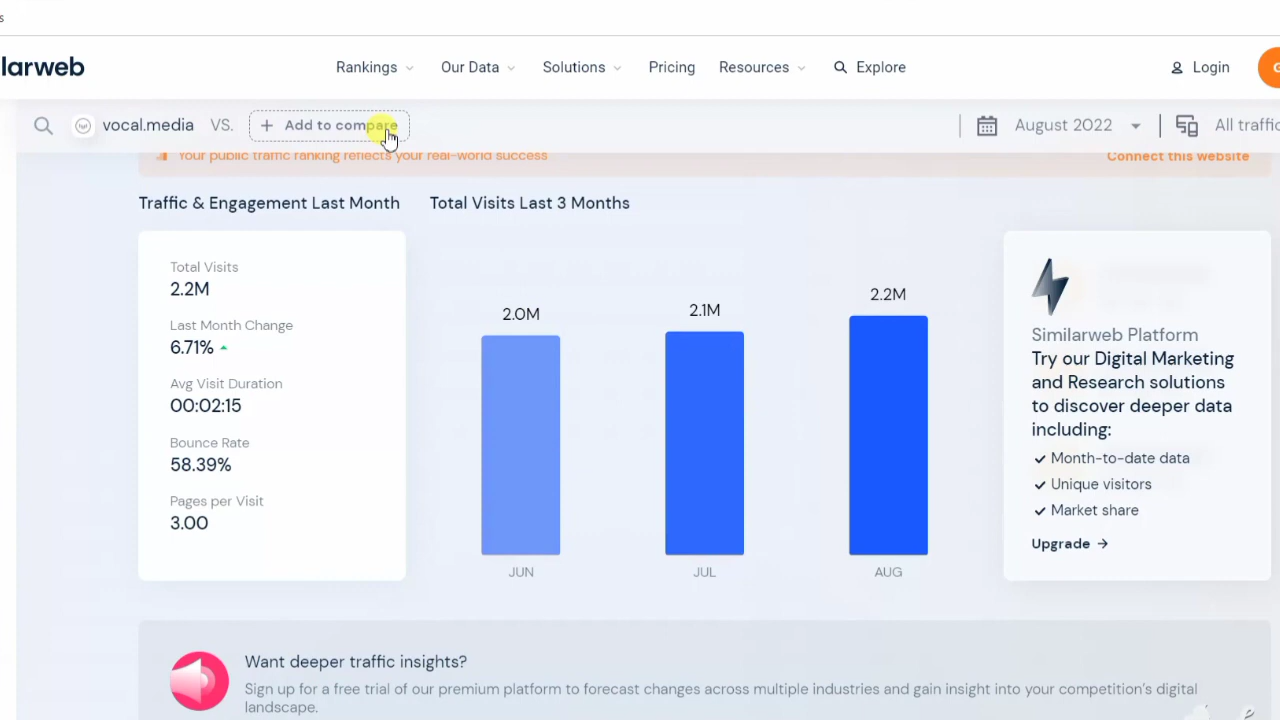 s
larweb
Rankings
Our Data
Solutions
Pricing
Resources
Explore
Login
G
vocal.media VS. + Add to compare
August 2022
All traffic
Your public traffic ranking reflects your real-world success
Connect this website
Traffic & Engagement Last Month
Total Visits
2.2M
Last Month Change
6.71%
Avg Visit Duration
00:02:15
Bounce Rate
58.39%
Pages per Visit
3.00
Total Visits Last 3 Months
2.0M
2.1M
2.2M
JUN
JUL
AUG
Similarweb Platform
Try our Digital Marketing
and Research solutions
to discover deeper data
including:
Month-to-date data
Unique visitors
Market share
Upgrade →
Want deeper traffic insights?
Sign up for a free trial of our premium platform to forecast changes across multiple industries and gain insight into your competition's digital
landscape.